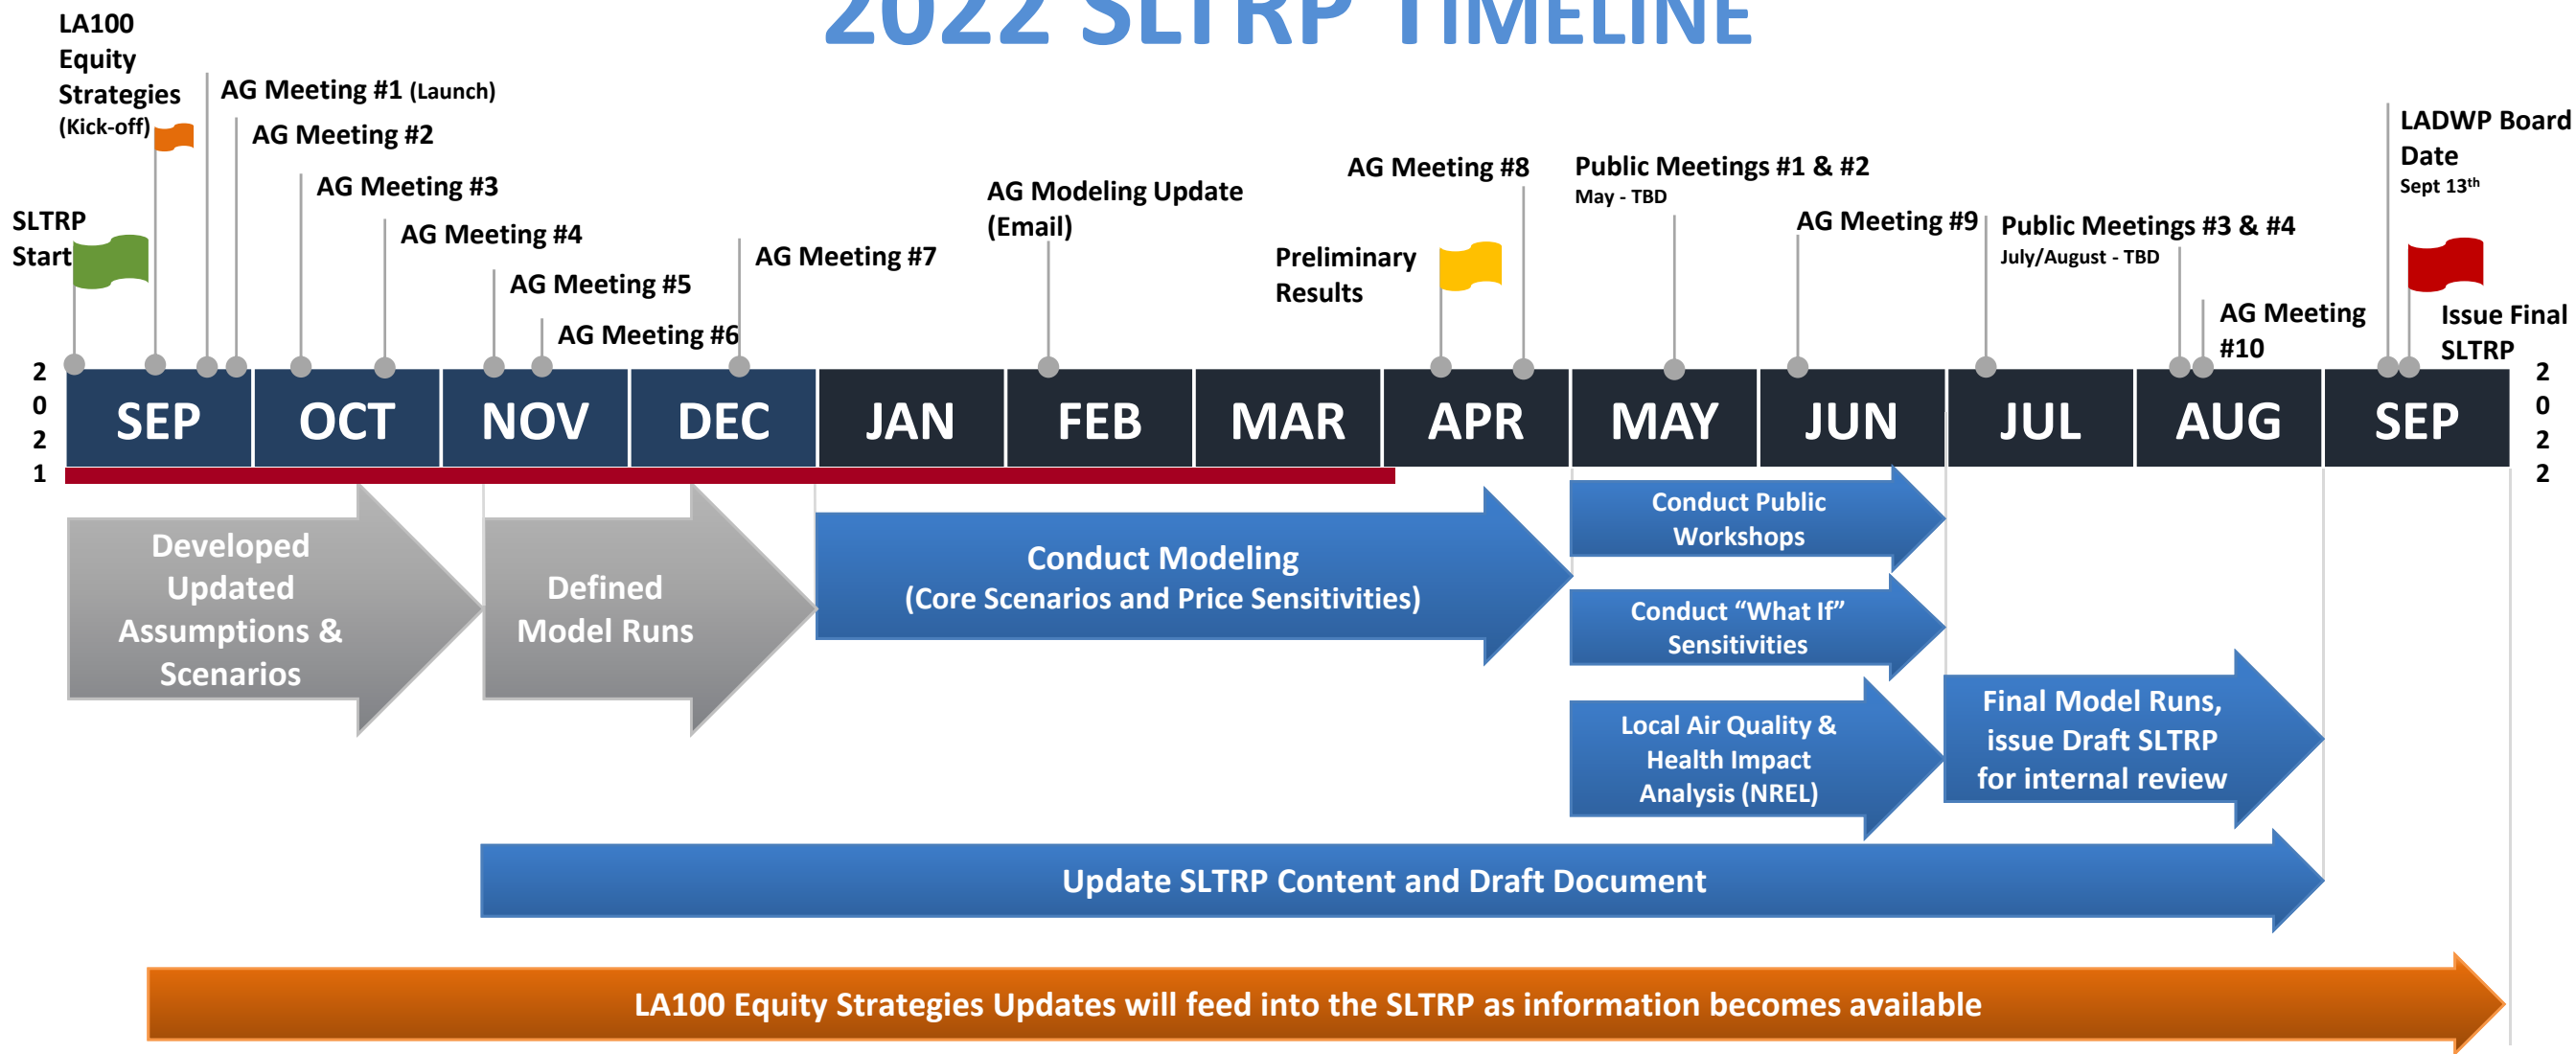 2022 SLTRP TIMELINE
LA100
Equity
Strategies
(Kick-off)
SLTRP
Start
AG Meeting #1 (Launch)
AG Meeting #2
AG Meeting #3
AG Meeting #4
AG Meeting #5
AG Meeting #6
AG Meeting #7
AG Modeling Update
(Email)
Preliminary
Results
AG Meeting #8
Public Meetings #1 & #2
May - TBD
AG Meeting #9
Public Meetings #3 & #4
July/August - TBD
AG Meeting
#10
LADWP Board
Date
Sept 13th
Issue Final
SLTRP
2
0
2
1
SEP OCT NOV DEC JAN FEB MAR APR MAY JUN JUL AUG SEP
2
0
2
2
Developed
Updated
Assumptions &
Scenarios
Defined
Model Runs
Conduct Modeling
(Core Scenarios and Price Sensitivities)
Conduct Public
Workshops
Conduct “What If”
Sensitivities
Local Air Quality &
Health Impact
Analysis (NREL)
Final Model Runs,
issue Draft SLTRP
for internal review
Update SLTRP Content and Draft Document
LA100 Equity Strategies Updates will feed into the SLTRP as information becomes available